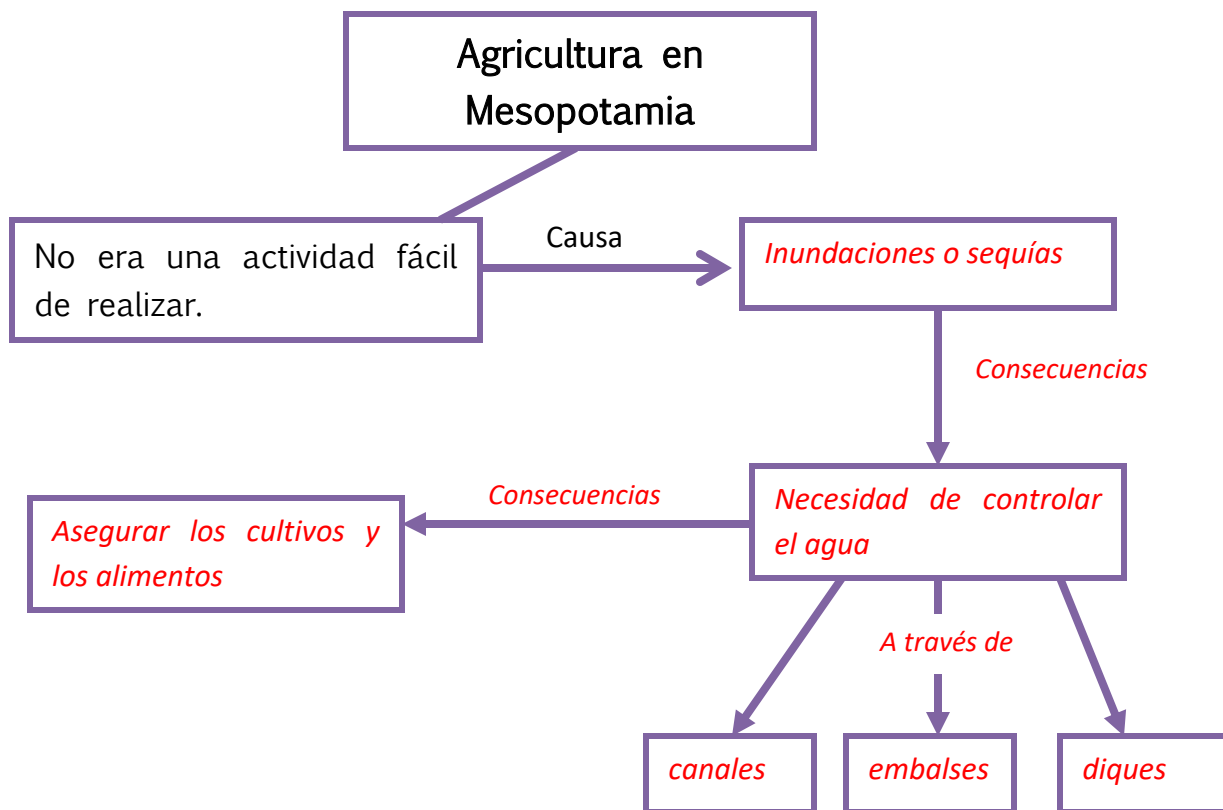 Agricultura en
Mesopotamia
No era una actividad fácil
de realizar.
Causa
Inundaciones o sequías
Consecuencias
Necesidad de controlar
el agua
Consecuencias
Asegurar los cultivos y
los alimentos
A través de
canales
embalses
diques